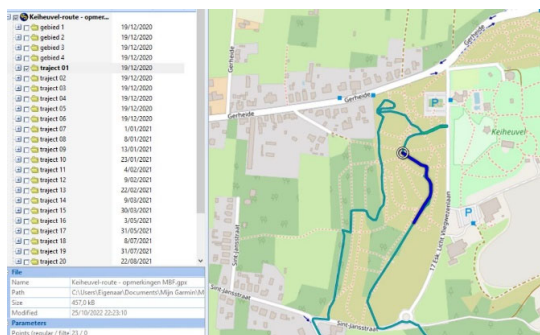 Keiheuvel-route - opmer...
gebied 1 19/12/2020
gebied 2 19/12/2020
gebied 3 19/12/2020
gebied 4 19/12/2020
traject 01 19/12/2020
traject 02 19/12/2020
traject 03 19/12/2020
traject 04 19/12/2020
traject 05 19/12/2020
traject 06 19/12/2020
traject 07 1/01/2021
traject 08 8/01/2021
traject 09 13/01/2021
traject 10 23/01/2021
traject 11 4/02/2021
traject 12 9/02/2021
traject 13 22/02/2021
traject 14 9/03/2021
traject 15 30/03/2021
traject 16 3/05/2021
traject 17 31/05/2021
traject 18 8/07/2021
traject 19 31/07/2021
traject 20 22/08/2021
File
Name Keiheuvel-route - opmerkingen MBF.gpx
Path C:\Users\Eigenaar\Documents\Mijn Garmin\M
Size 457,0 kB
Modified 25/10/2022 22:23:10
Parameters
Gerheide
Gerheide
Gerheide
P
Keiheuvel
Sint-Jansstraat
Sint-Jansstraat
P